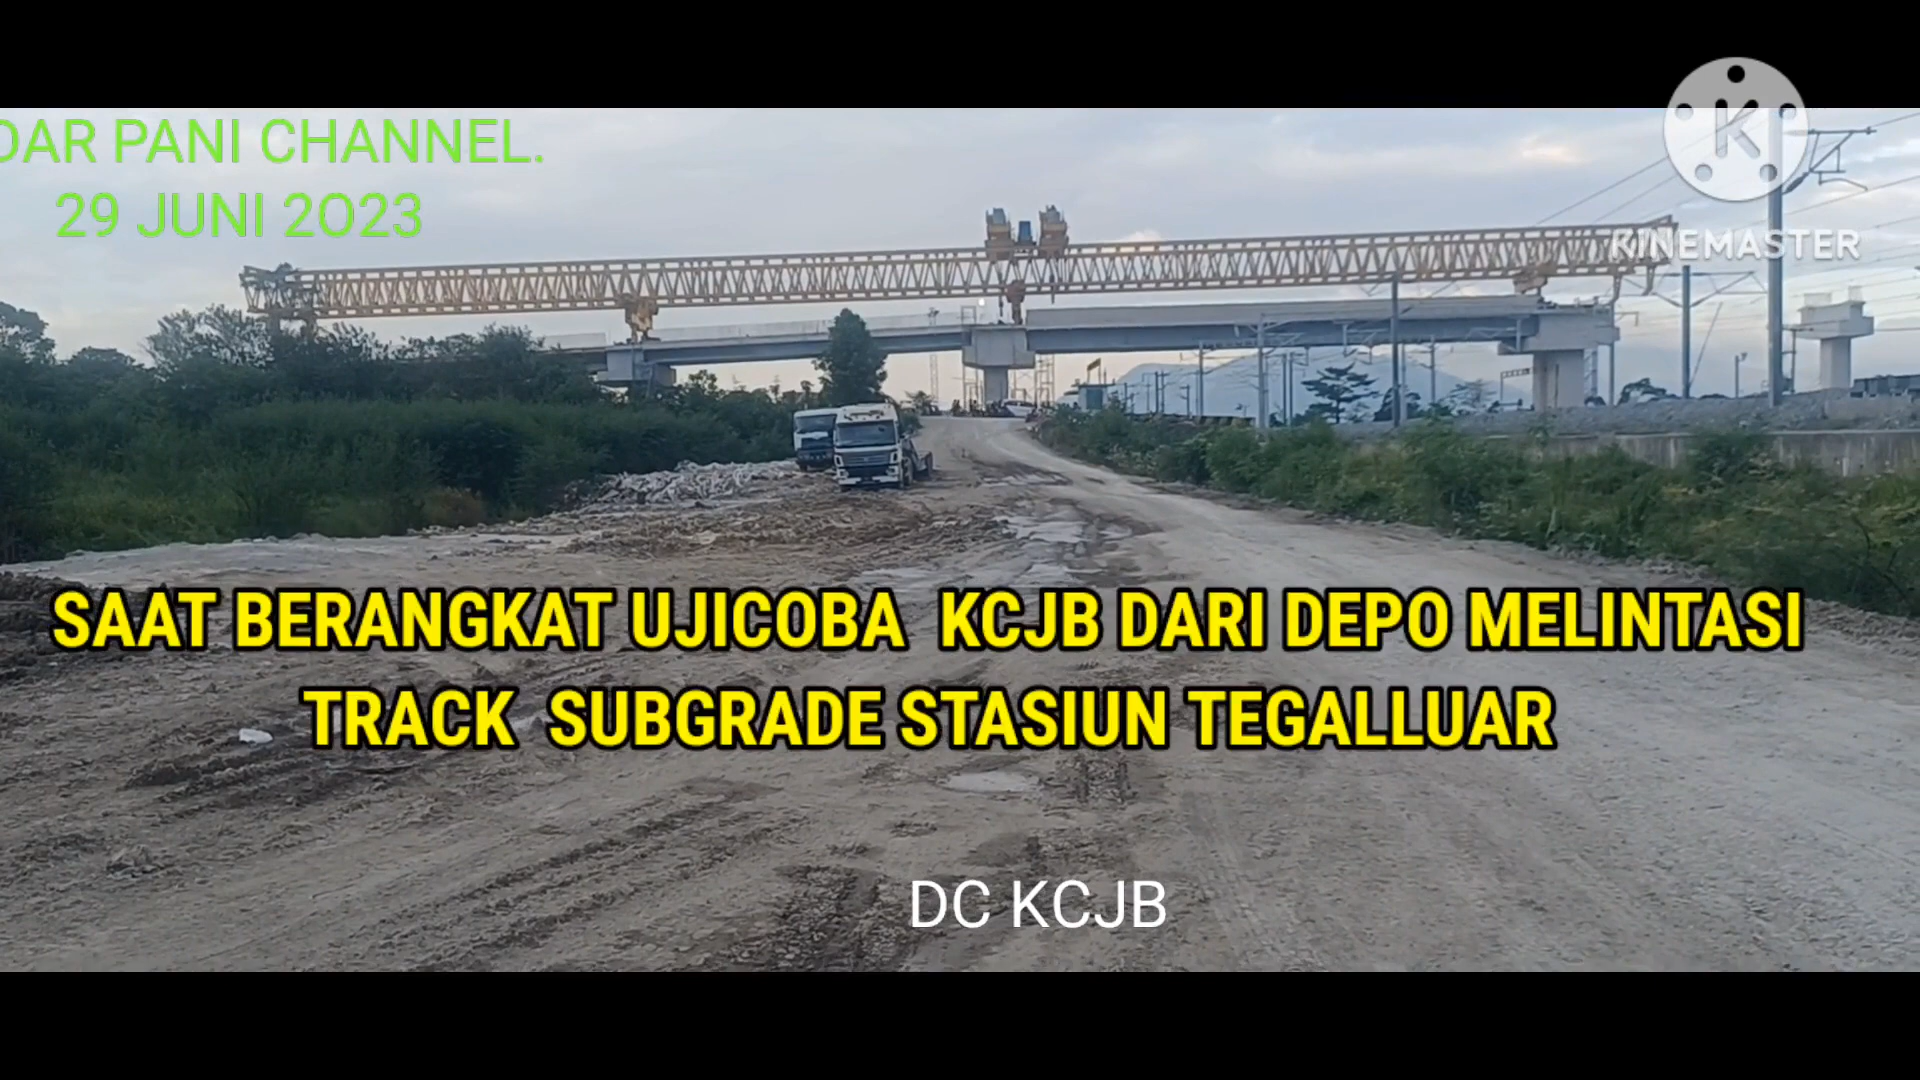 PANI CHANNEL.
29 JUNI 2023
K
KINEMASTER
SAAT BERANGKAT UJICOBA KCJB DARI DEPO MELINTASI
TRACK SUBGRADE STASIUN TEGALLUAR
DC KCJB